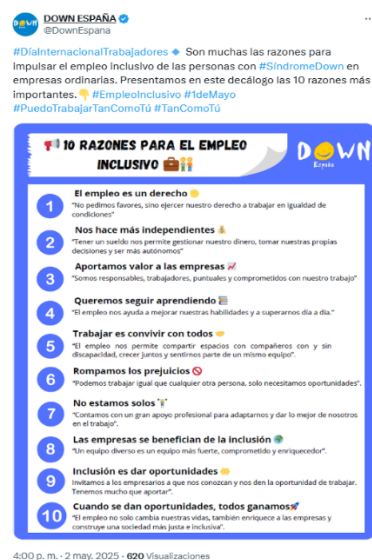 DOWN ESPAÑA
@DownEspana
#DíaInternacionalTrabajadores Son muchas las razones para
impulsar el empleo inclusivo de las personas con #SíndromeDown en
empresas ordinarias. Presentamos en este decálogo las 10 razones más
importantes. #EmpleoInclusivo #1deMayo
#PuedoTrabajarTanComoTú #TanComoTú
10 RAZONES PARA EL EMPLEO
INCLUSIVO
DOWN
España
1
El empleo es un derecho
"No pedimos favores, sino ejercer nuestro derecho a trabajar en igualdad de
condiciones"
2
Nos hace más independientes
"Tener un sueldo nos permite gestionar nuestro dinero, tomar nuestras propias
decisiones y ser más autónomos"
3
Aportamos valor a las empresas
"Somos responsables, trabajadores, puntuales y comprometidos con nuestro trabajo"
4
Queremos seguir aprendiendo
"El empleo nos ayuda a mejorar nuestras habilidades y a superarnos día a día."
5
Trabajar es convivir con todos
"El empleo nos permite compartir espacios con compañeros con y sin
discapacidad, crecer juntos y sentirnos parte de un mismo equipo".
6
Rompamos los prejuicios
"Podemos trabajar igual que cualquier otra persona, solo necesitamos oportunidades".
7
No estamos solos
"Contamos con un gran apoyo profesional para adaptarnos y dar lo mejor de nosotros
en el trabajo".
8
Las empresas se benefician de la inclusión
"Un equipo diverso es un equipo más fuerte, comprometido y enriquecedor".
9
Inclusión es dar oportunidades
Invitamos a los empresarios a que nos conozcan y nos den la oportunidad de trabajar.
Tenemos mucho que aportar".
10
Cuando se dan oportunidades, todos ganamos
"El empleo no solo cambia nuestras vidas, también enriquece a las empresas y
construye una sociedad más justa e inclusiva".
4:00 p. m. · 2 may. 2025 · 620 Visualizaciones